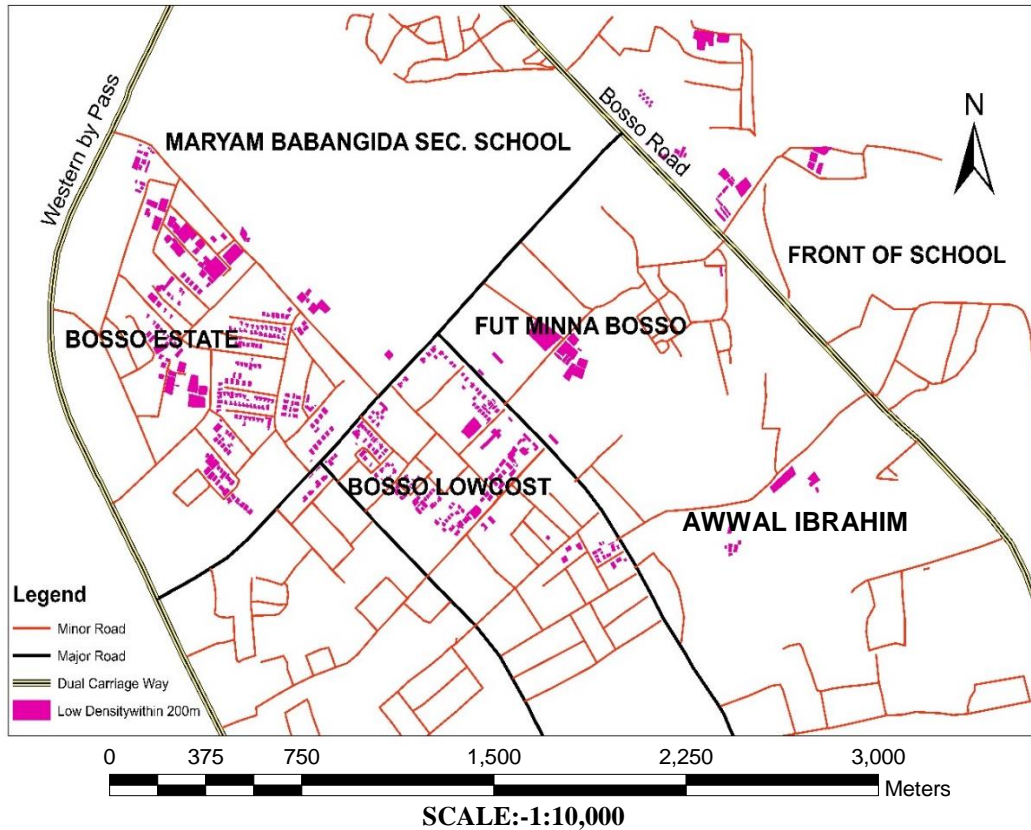 Western by Pass
MARYAM BABANGIDA SEC. SCHOOL
Bosso Road
N
FRONT OF SCHOOL
BOSSO ESTATE
FUT MINNA BOSSO
BOSSO LOWCOST
AWWAL IBRAHIM
Legend
Minor Road
Major Road
Dual Carriage Way
Low Densitywithin 200m
0 375 750 1,500 2,250 3,000
Meters
SCALE:-1:10,000